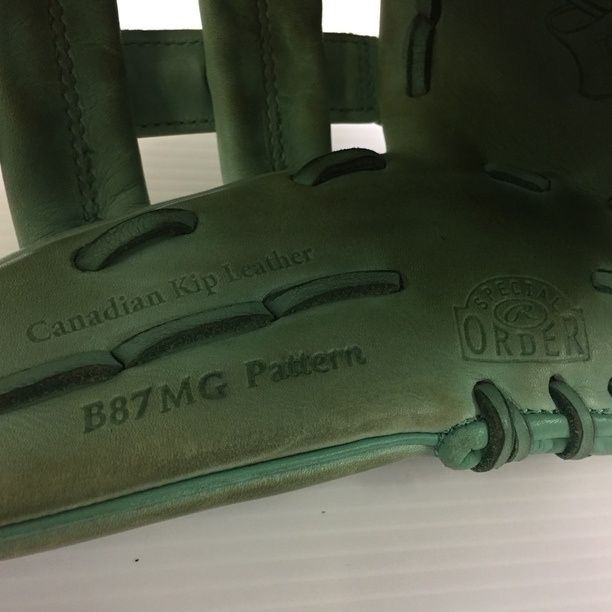 Canadian Kip Leather
B87MG Pattern
SPECIAL
R
ORDER